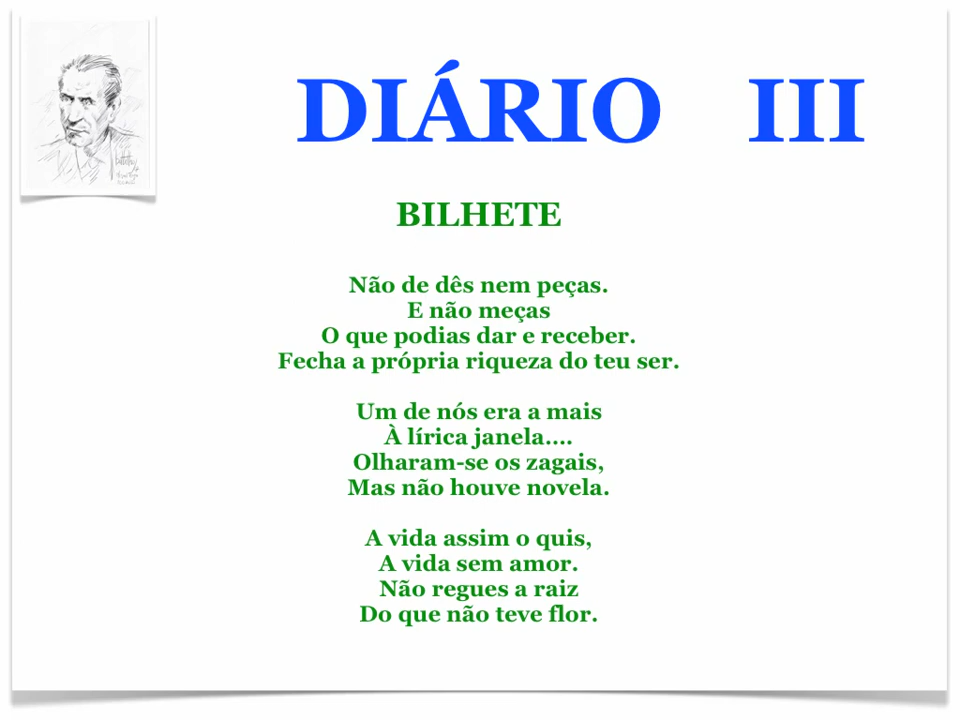 DIÁRIO III
BILHETE
Não de dês nem peças.
E não meças
O que podias dar e receber.
Fecha a própria riqueza do teu ser.
Um de nós era a mais
À lírica janela....
Olharam-se os zagais,
Mas não houve novela.
A vida assim o quis,
A vida sem amor.
Não regues a raiz
Do que não teve flor.